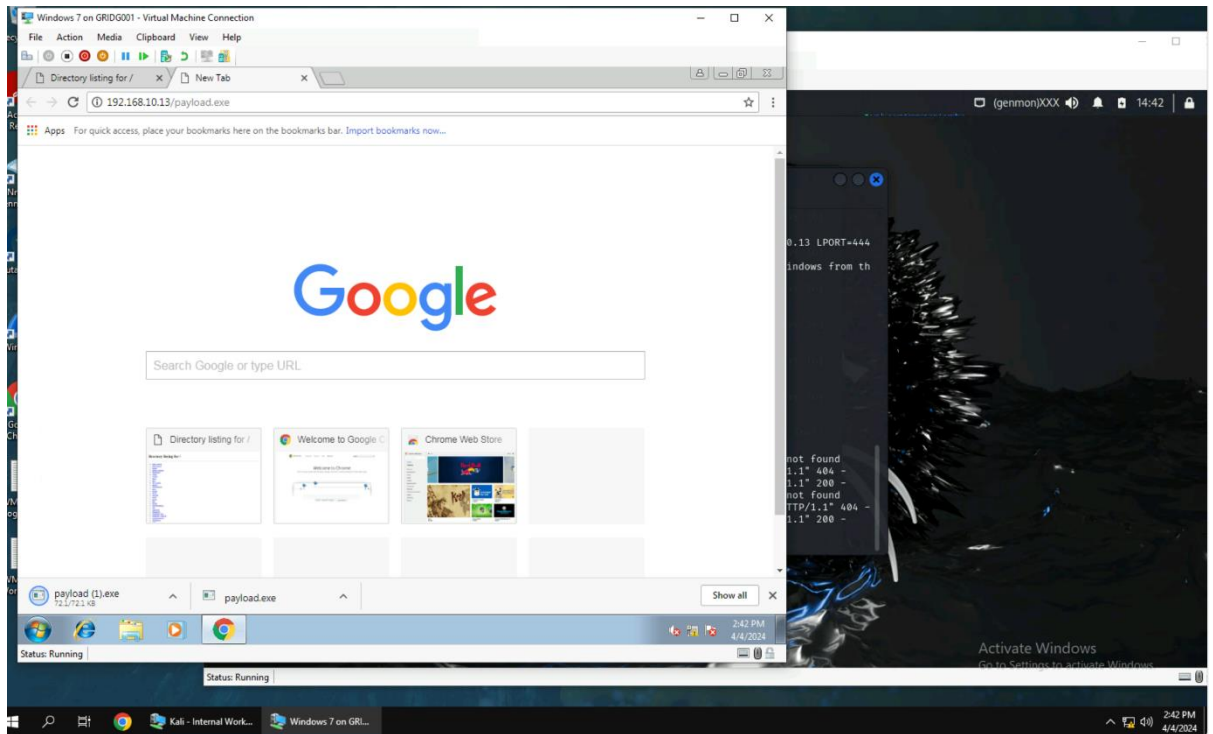 Windows 7 on GRIDG001 - Virtual Machine Connection
File Action Media Clipboard View Help
Directory listing for /
New Tab
192.168.10.13/payload.exe
Apps For quick access, place your bookmarks here on the bookmarks bar. Import bookmarks now...
(genmon)XXX 14:42
0.13 LPORT=444
indows from th
Google
Search Google or type URL
Directory listing for /
Welcome to Google C
Chrome Web Store
not found
1.1" 404 -
1.1" 200 -
not found
TTP/1.1" 404 -
1.1" 200 -
payload (1).exe
72.1/72.1 KB
payload.exe
Show all
2:42 PM
4/4/2024
Status: Running
Activate Windows
Go to Settings to activate Windows.
Status: Running
Kali - Internal Work...
Windows 7 on GRI...
2:42 PM
4/4/2024